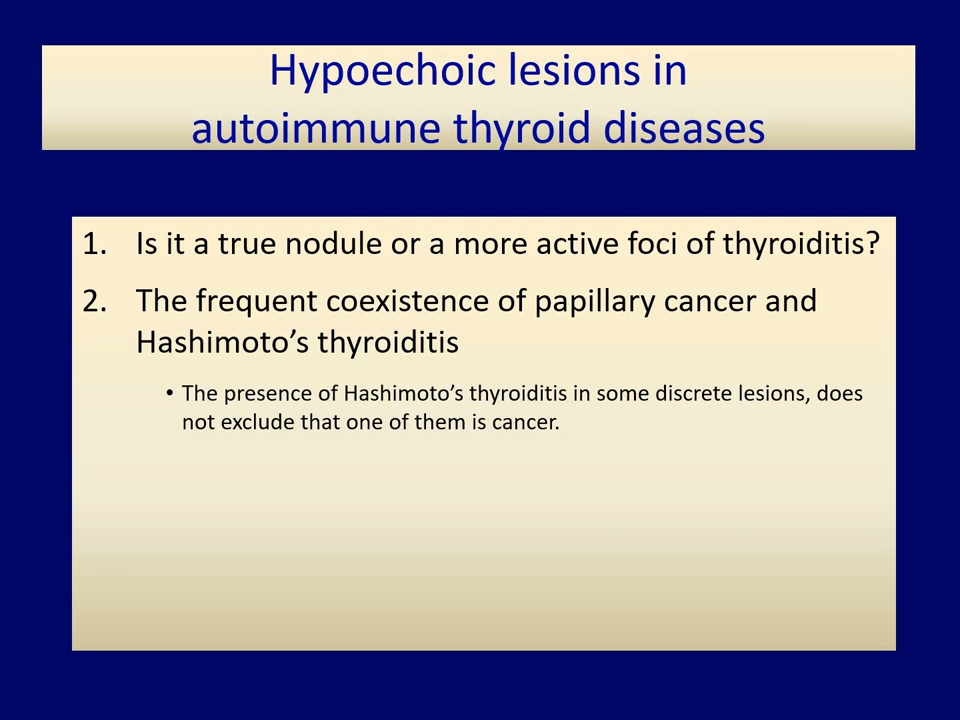 Hypoechoic lesions in
autoimmune thyroid diseases
1. Is it a true nodule or a more active foci of thyroiditis?
2. The frequent coexistence of papillary cancer and
Hashimoto’s thyroiditis
• The presence of Hashimoto’s thyroiditis in some discrete lesions, does
not exclude that one of them is cancer.